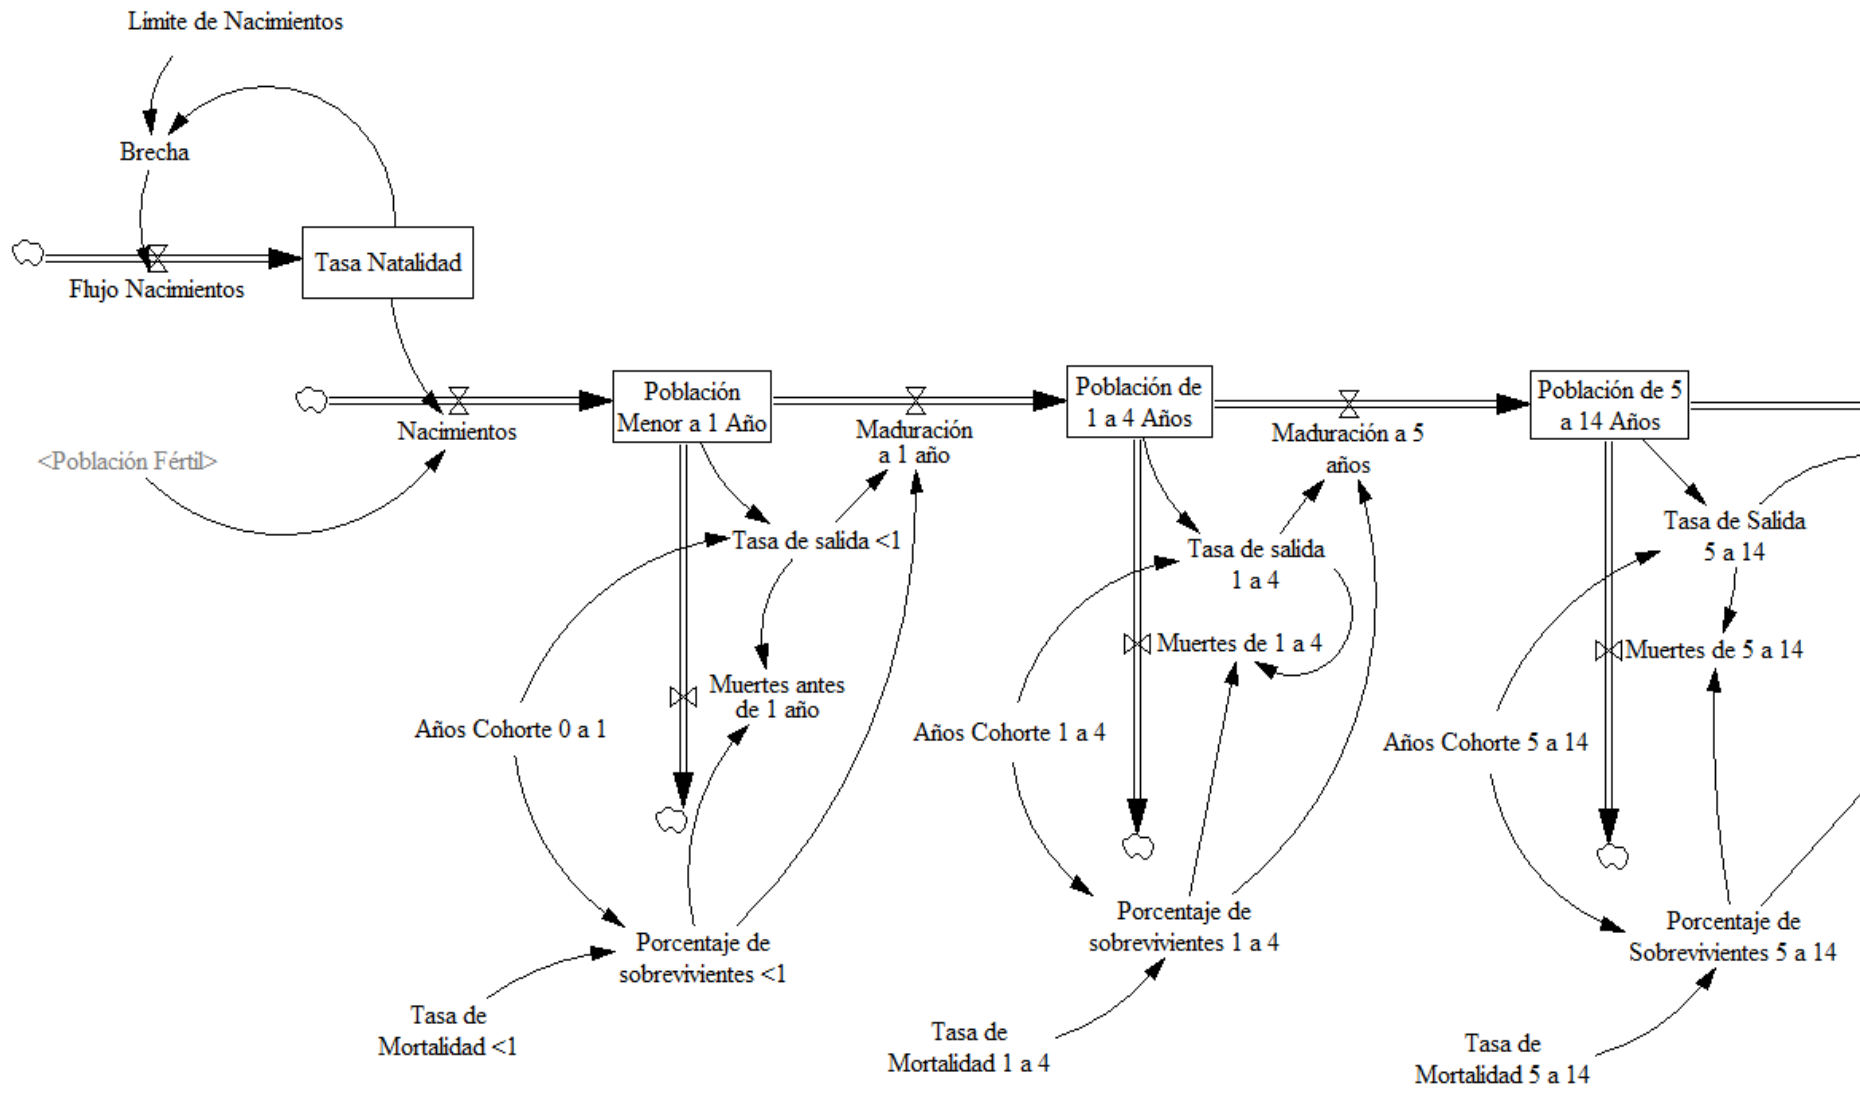 Limite de Nacimientos
Brecha
Flujo Nacimientos
Tasa Natalidad
<Población Fértil>
Nacimientos
Población
Menor a 1 Año
Maduración
a 1 año
Población de
1 a 4 Años
Maduración a 5
años
Población de 5
a 14 Años
Tasa de salida <1
Tasa de salida
1 a 4
Tasa de Salida
5 a 14
Muertes antes
de 1 año
Muertes de 1 a 4
Muertes de 5 a 14
Años Cohorte 0 a 1
Años Cohorte 1 a 4
Años Cohorte 5 a 14
Porcentaje de
sobrevivientes <1
Porcentaje de
sobrevivientes 1 a 4
Porcentaje de
Sobrevivientes 5 a 14
Tasa de
Mortalidad <1
Tasa de
Mortalidad 1 a 4
Tasa de
Mortalidad 5 a 14